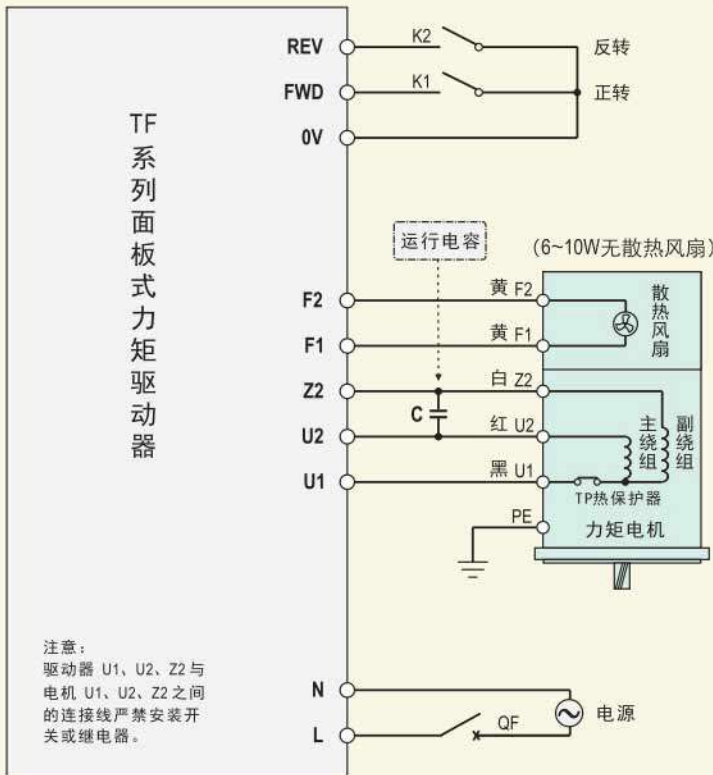 REV
K2
反转
FWD
K1
正转
0V
TF系列面板式力矩驱动器
运行电容
(6~10W无散热风扇)
F2
黄 F2
散热风扇
F1
黄 F1
Z2
白 Z2
C
U2
红 U2
主绕组
副绕组
U1
黑 U1
TP热保护器
PE
力矩电机
注意：
驱动器 U1、U2、Z2 与
电机 U1、U2、Z2 之间
的连接线严禁安装开
关或继电器。
N
电源
L
QF